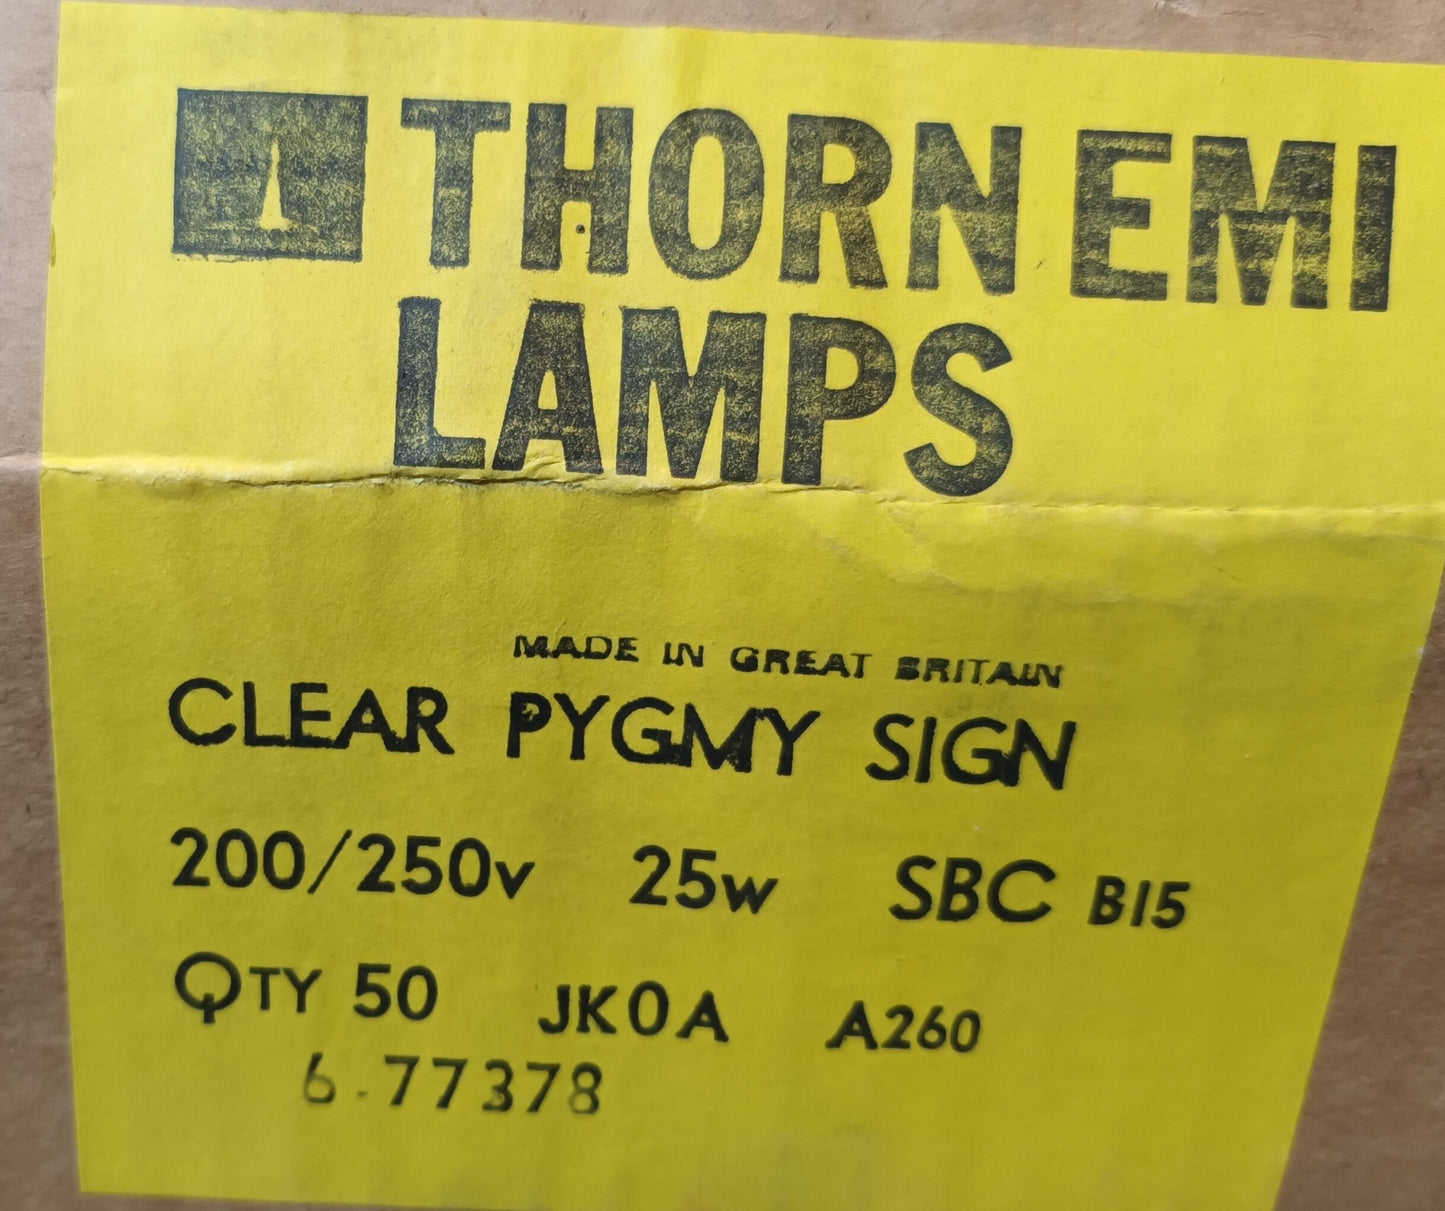 THORN EMI
LAMPS
MADE IN GREAT BRITAIN
CLEAR PYGMY SIGN
200/250v 25w SBC B15
QTY 50 JK0A A260
6-77378